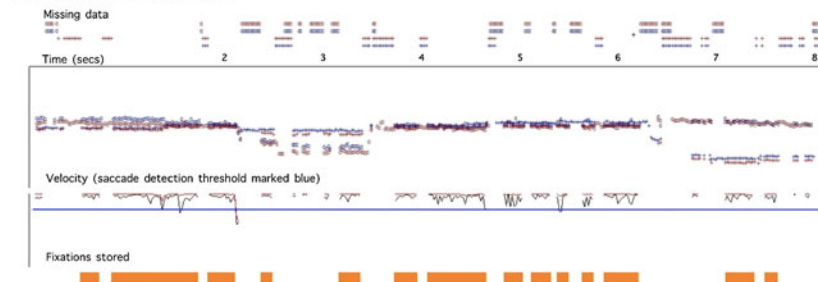 Missing data
Time (secs) 2 3 4 5 6 7 8
Velocity (saccade detection threshold marked blue)
Fixations stored